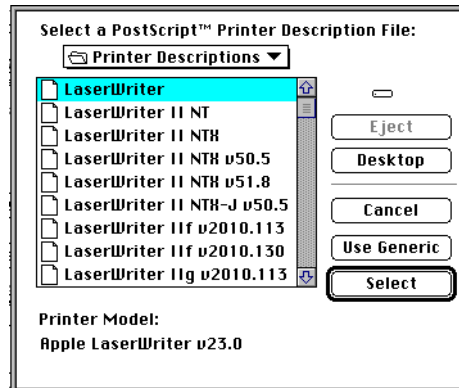 Select a PostScript™ Printer Description File:
Printer Descriptions
LaserWriter
LaserWriter II NT
LaserWriter II NTX
LaserWriter II NTX v50.5
LaserWriter II NTX v51.8
LaserWriter II NTX-J v50.5
LaserWriter IIf v2010.113
LaserWriter IIf v2010.130
LaserWriter IIg v2010.113
Eject
Desktop
Cancel
Use Generic
Select
Printer Model:
Apple LaserWriter v23.0